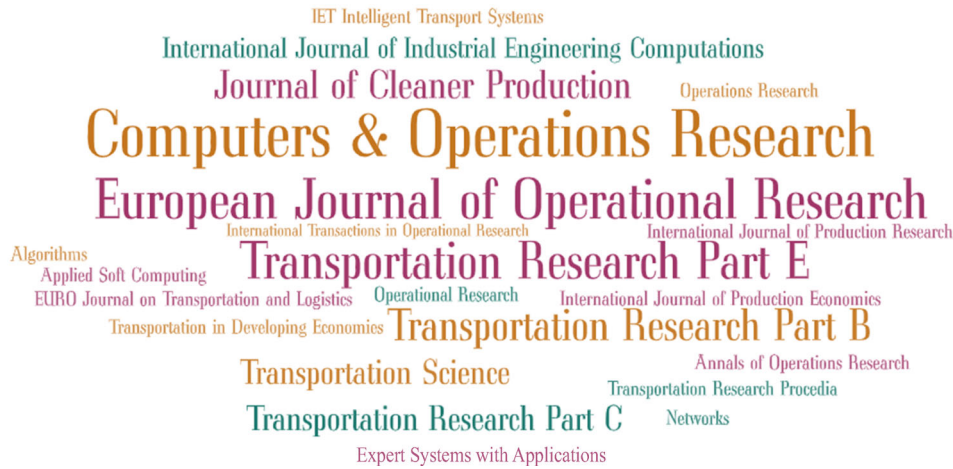 IET Intelligent Transport Systems
International Journal of Industrial Engineering Computations
Journal of Cleaner Production
Operations Research
Computers & Operations Research
European Journal of Operational Research
International Transactions in Operational Research
International Journal of Production Research
Algorithms
Transportation Research Part E
Applied Soft Computing
EURO Journal on Transportation and Logistics
Operational Research
International Journal of Production Economics
Transportation in Developing Economies
Transportation Research Part B
Transportation Science
Annals of Operations Research
Transportation Research Procedia
Transportation Research Part C
Networks
Expert Systems with Applications